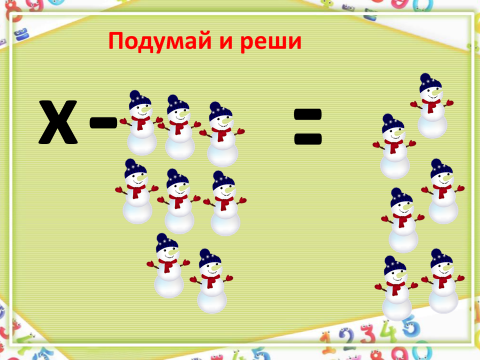 Подумай и реши
х - =